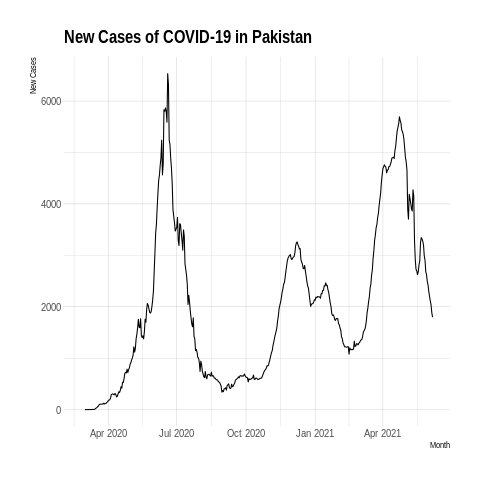 New Cases of COVID-19 in Pakistan
New Cases
6000
4000
2000
0
Apr 2020 Jul 2020 Oct 2020 Jan 2021 Apr 2021
Month